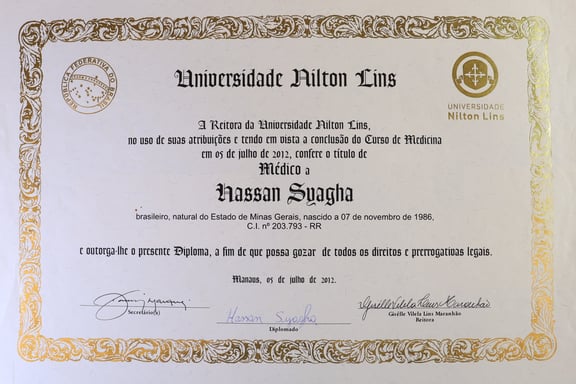 REPÚBLICA FEDERATIVA DO BRASIL
Universidade Nilton Lins
UNIVERSIDADE
Nilton Lins
A Reitora da Universidade Nilton Lins,
no uso de suas atribuições e tendo em vista a conclusão do Curso de Medicina
em 05 de julho de 2012, confere o título de
Médico a
Hassan Syagha
brasileiro, natural do Estado de Minas Gerais, nascido a 07 de novembro de 1986,
C.I. nº 203.793 - RR
e outorga-lhe o presente Diploma, a fim de que possa gozar de todos os direitos e prerrogativas legais.
Manaus, 05 de julho de 2012.
Secretário(a)
Hassan Syagha
Diplomado
Gisélle Vilela Lins Maranhão
Gisélle Vilela Lins Maranhão
Reitora